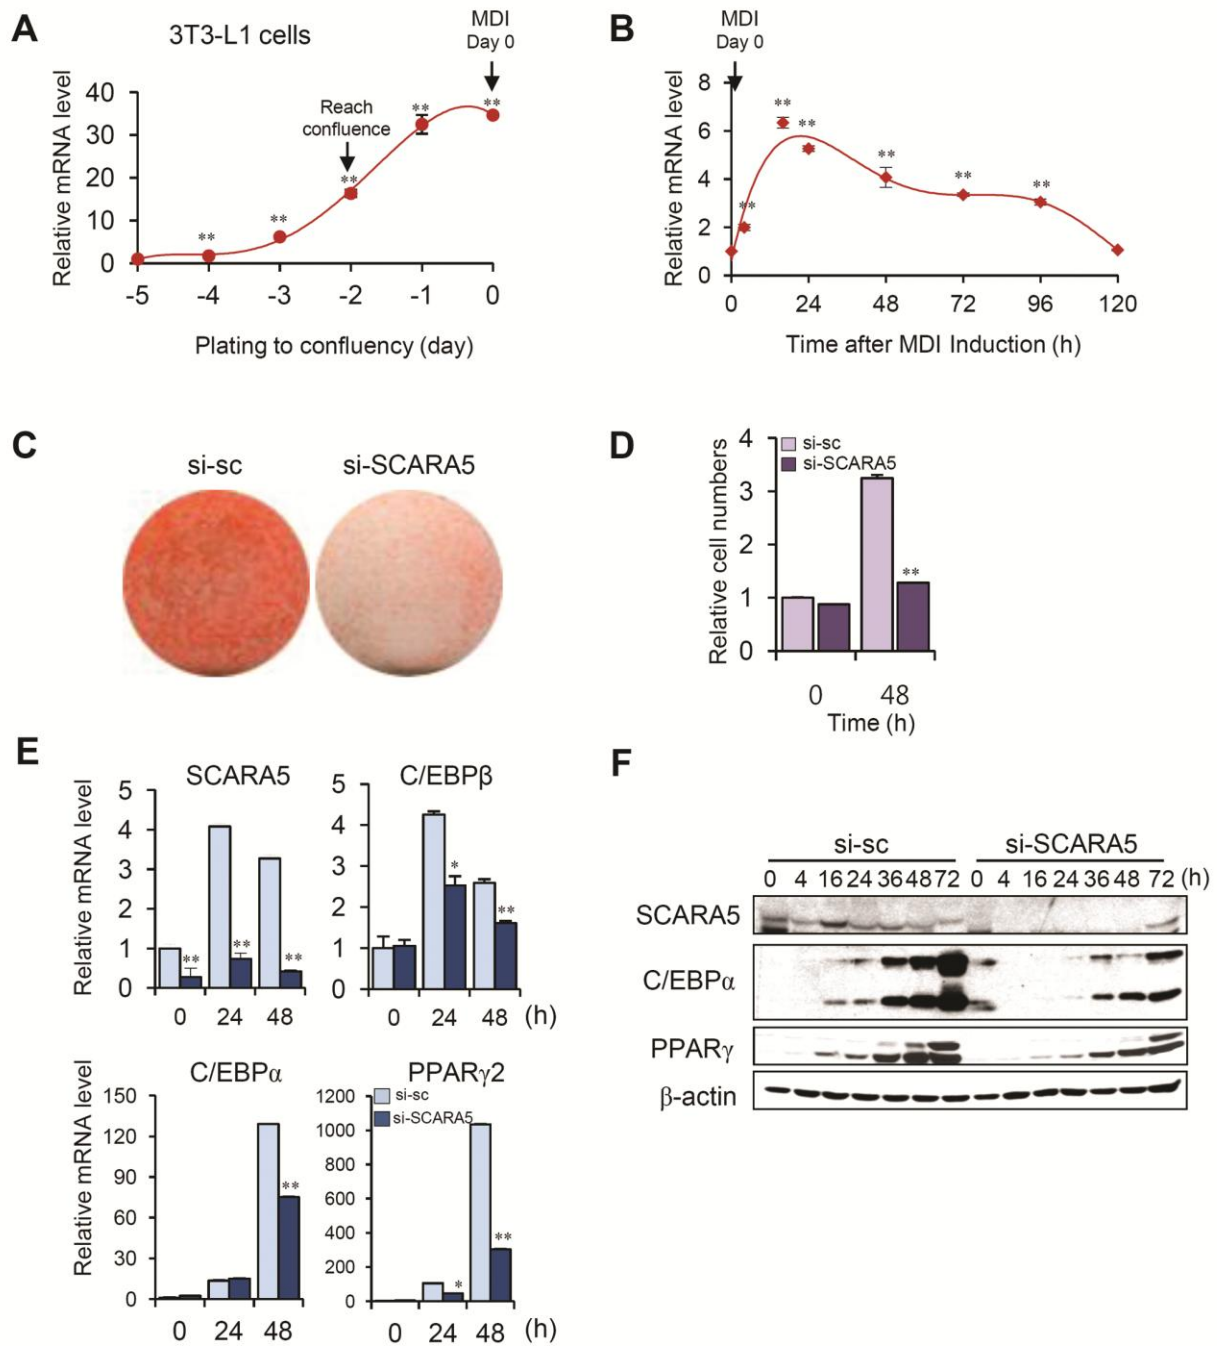 A
3T3-L1 cells
MDI
Day 0
Relative mRNA level
40
30
20
10
0
Reach
confluence
**
**
**
**
**
-5 -4 -3 -2 -1 0
Plating to confluency (day)
B
MDI
Day 0
Relative mRNA level
8
6
4
2
0
**
**
**
**
**
**
0 24 48 72 96 120
Time after MDI Induction (h)
C
si-sc si-SCARA5
D
Relative cell numbers
4
3
2
1
0
si-sc
si-SCARA5
**
0 48
Time (h)
E
SCARA5
Relative mRNA level
5
4
3
2
1
0
**
**
**
0 24 48
C/EBPβ
5
4
3
2
1
0
*
**
0 24 48 (h)
C/EBPα
Relative mRNA level
150
120
90
60
30
0
**
0 24 48
PPARγ2
1200
1000
800
600
400
200
0
si-sc
si-SCARA5
*
**
0 24 48 (h)
F
si-sc si-SCARA5
0 4 16 24 36 48 72 0 4 16 24 36 48 72 (h)
SCARA5
C/EBPα
PPARγ
β-actin